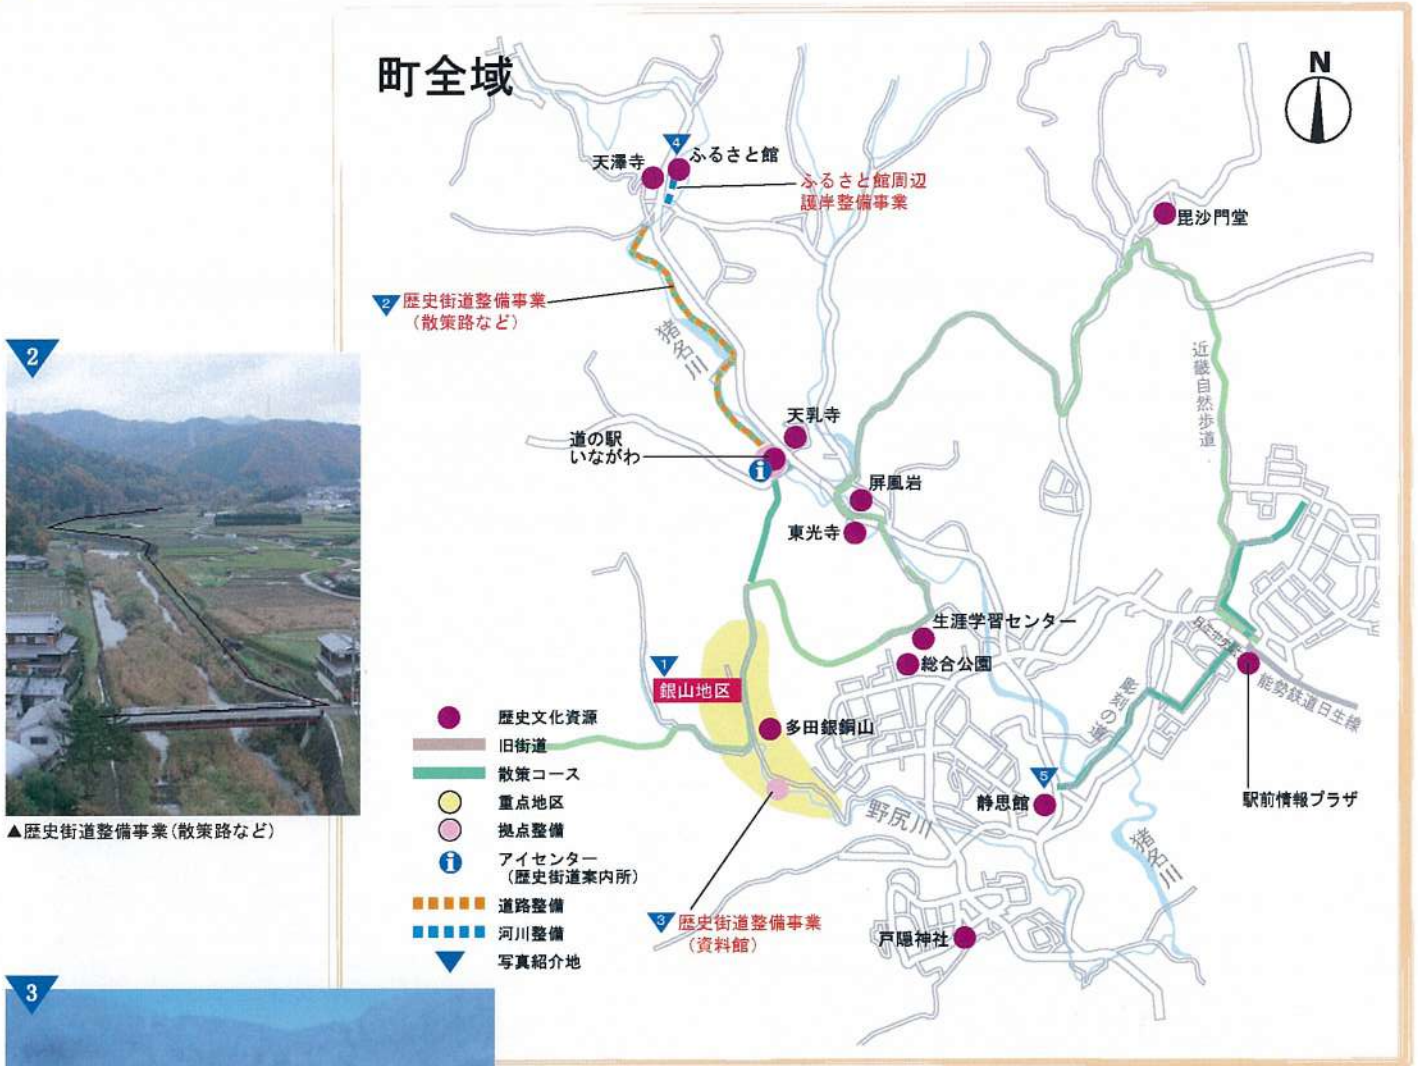 町全域
N
4
天澤寺
ふるさと館
ふるさと館周辺
護岸整備事業
毘沙門堂
2 歴史街道整備事業
（散策路など）
猪名川
近畿自然歩道
2
天乳寺
道の駅
いながわ
i
屏風岩
東光寺
生涯学習センター
総合公園
1
銀山地区
多田銀銅山
彫刻の道
能勢鉄道日生線
駅前情報プラザ
5
静思館
野尻川
猪名川
3 歴史街道整備事業
（資料館）
戸隠神社
歴史文化資源
旧街道
散策コース
重点地区
拠点整備
i アイセンター
（歴史街道案内所）
道路整備
河川整備
写真紹介地
▲歴史街道整備事業（散策路など）
3